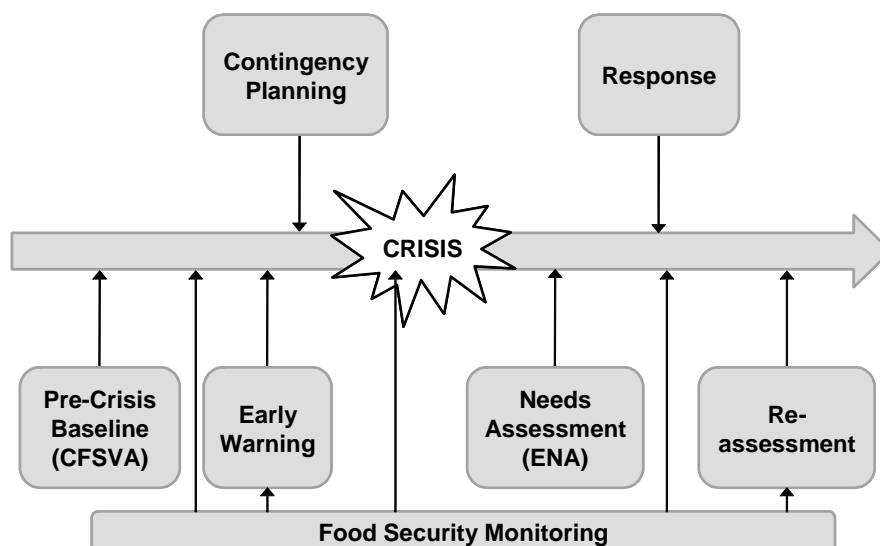 Contingency
Planning
Response
CRISIS
Pre-Crisis
Baseline
(CFSVA)
Early
Warning
Needs
Assessment
(ENA)
Re-
assessment
Food Security Monitoring